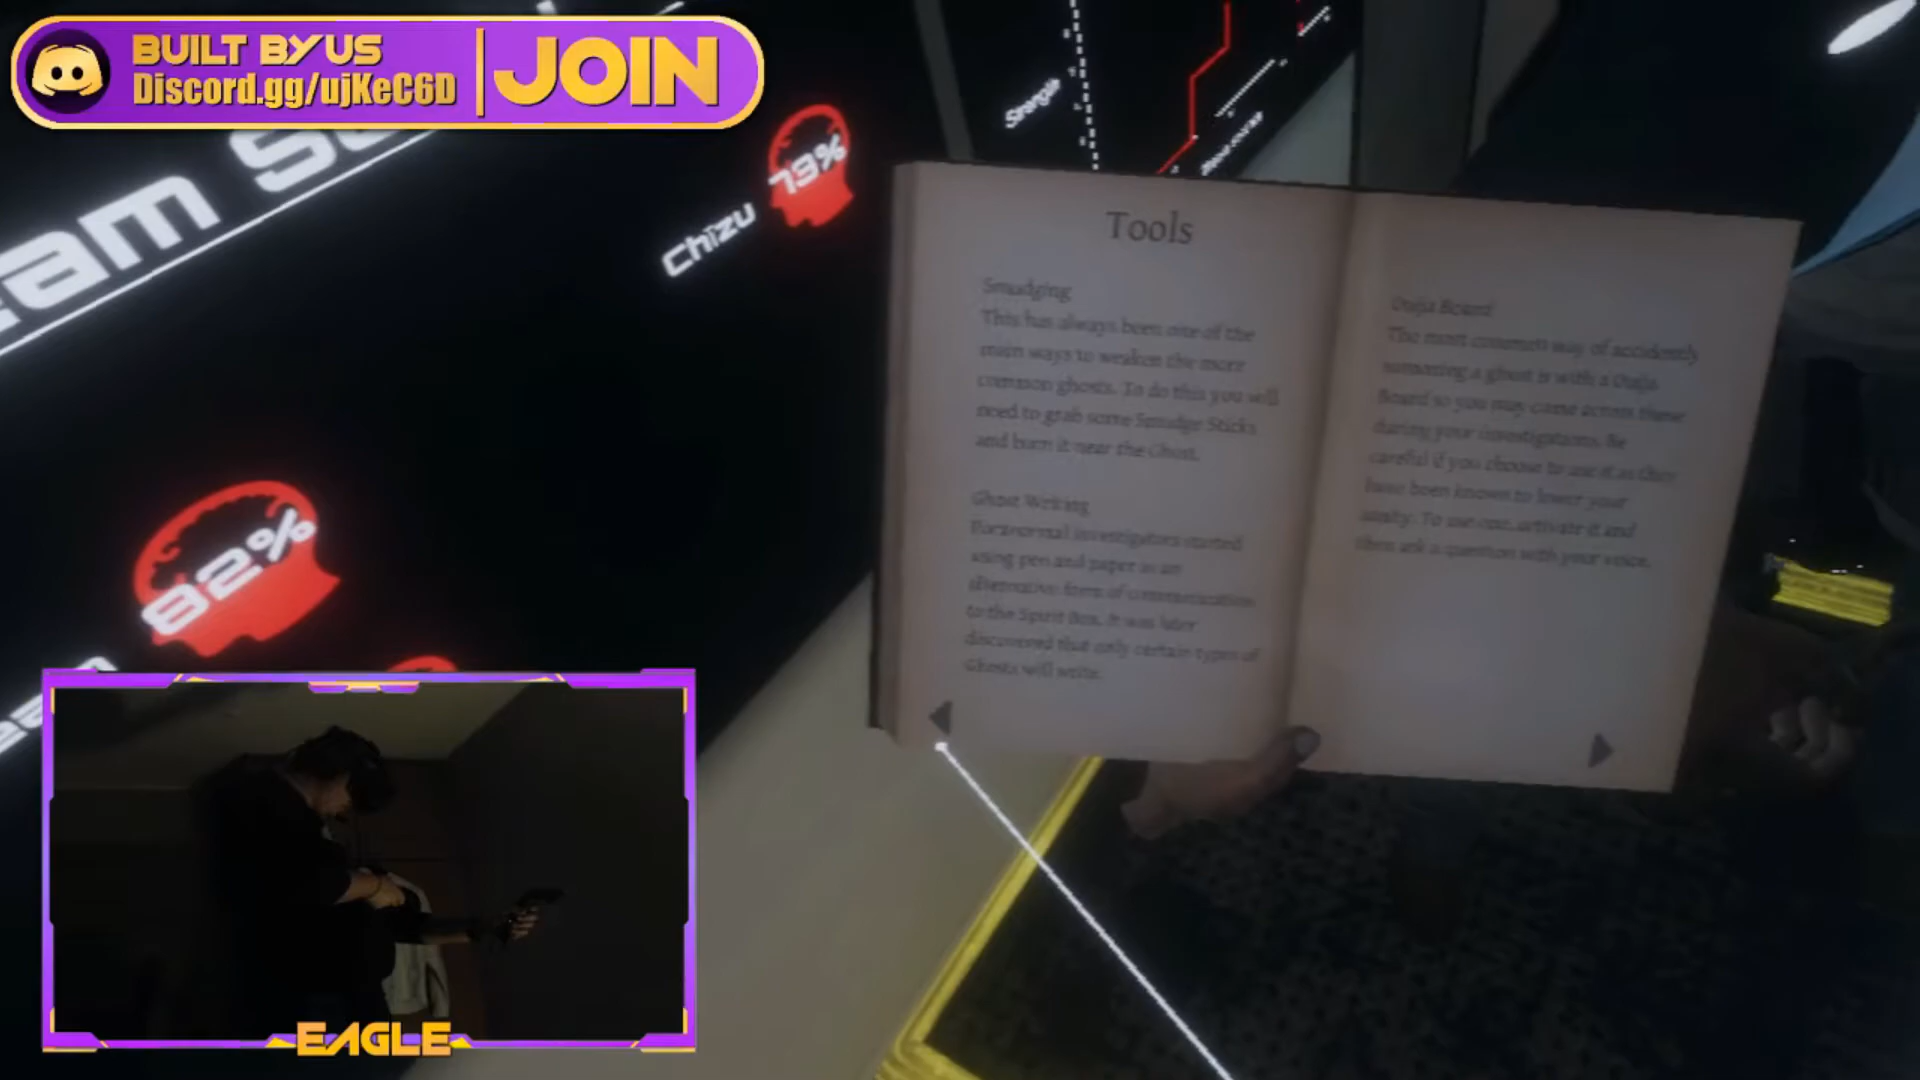 BUILT BY US
Discord.gg/ujKeC6D
JOIN
eam S
Chizu
79%
82%
eam
Strangle
Tools
Smudging
This has always been one of the
main ways to weaken the more
common ghosts. To do this you will
need to grab some Smudge Sticks
and burn it near the Ghost.
Ghost Writing
Paranormal investigators started
using pen and paper as an
alternative form of communication
to the Spirit Box. It was later
discovered that only certain types of
Ghosts will write.
Ouija Board
The most common way of accidently
summoning a ghost is with a Ouija
Board so you may come across these
during your investigations. Be
careful if you choose to use it as they
have been known to lower your
sanity. To use one, activate it and
then ask a question with your voice.
EAGLE